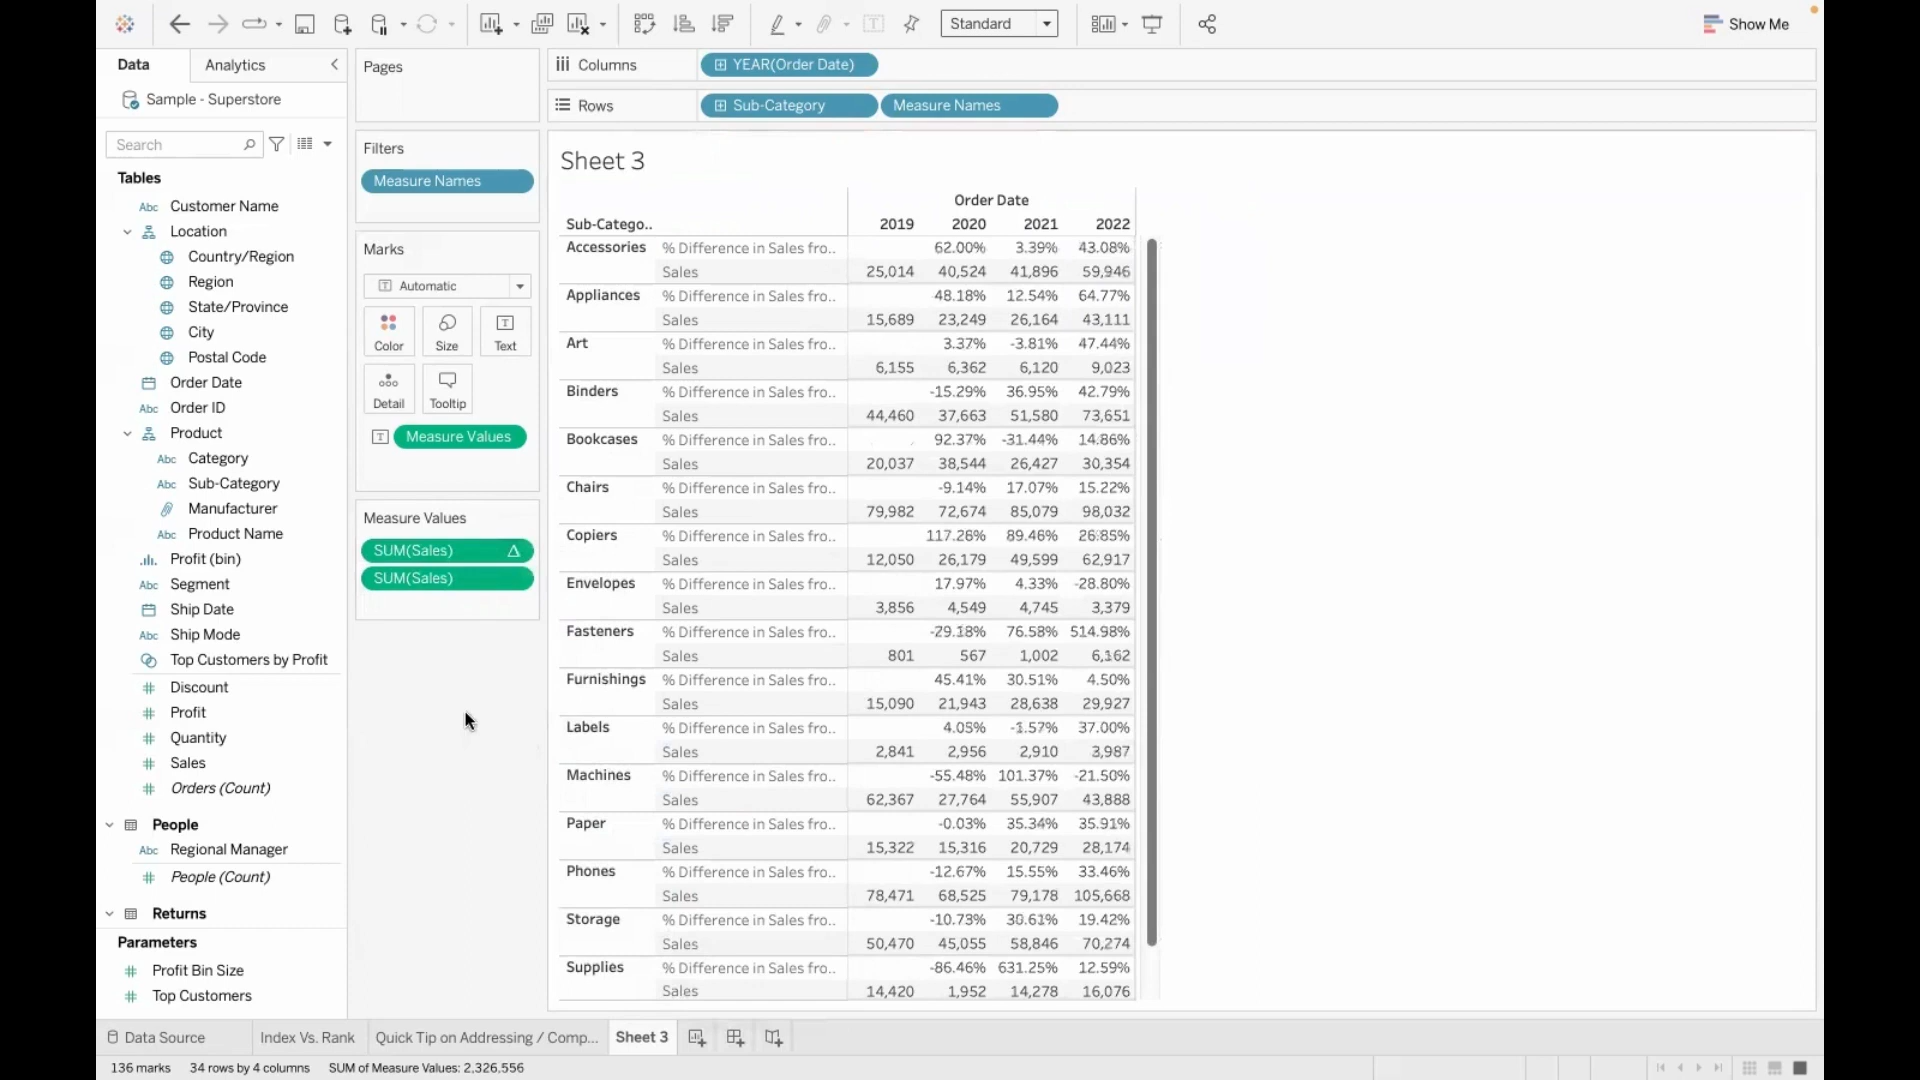 Standard
Show Me
Data
Analytics
Sample - Superstore
Search
Tables
Abc Customer Name
Location
Country/Region
Region
State/Province
City
Postal Code
Order Date
Abc Order ID
Product
Abc Category
Abc Sub-Category
Manufacturer
Abc Product Name
Profit (bin)
Abc Segment
Ship Date
Abc Ship Mode
Top Customers by Profit
# Discount
# Profit
# Quantity
# Sales
# Orders (Count)
People
Abc Regional Manager
# People (Count)
Returns
Parameters
# Profit Bin Size
# Top Customers
Pages
Filters
Measure Names
Marks
T Automatic
Color
Size
T Text
Detail
Tooltip
T Measure Values
Measure Values
SUM(Sales) Δ
SUM(Sales)
Columns
YEAR(Order Date)
Rows
Sub-Category Measure Names
Sheet 3
Order Date
Sub-Catego.. 2019 2020 2021 2022
Accessories % Difference in Sales fro.. 62.00% 3.39% 43.08%
Sales 25,014 40,524 41,896 59,946
Appliances % Difference in Sales fro.. 48.18% 12.54% 64.77%
Sales 15,689 23,249 26,164 43,111
Art % Difference in Sales fro.. 3.37% -3.81% 47.44%
Sales 6,155 6,362 6,120 9,023
Binders % Difference in Sales fro.. -15.29% 36.95% 42.79%
Sales 44,460 37,663 51,580 73,651
Bookcases % Difference in Sales fro.. 92.37% -31.44% 14.86%
Sales 20,037 38,544 26,427 30,354
Chairs % Difference in Sales fro.. -9.14% 17.07% 15.22%
Sales 79,982 72,674 85,079 98,032
Copiers % Difference in Sales fro.. 117.26% 89.46% 26.85%
Sales 12,050 26,179 49,599 62,917
Envelopes % Difference in Sales fro.. 17.97% 4.33% -28.80%
Sales 3,856 4,549 4,745 3,379
Fasteners % Difference in Sales fro.. -29.18% 76.58% 514.98%
Sales 801 567 1,002 6,162
Furnishings % Difference in Sales fro.. 45.41% 30.51% 4.50%
Sales 15,090 21,943 28,638 29,927
Labels % Difference in Sales fro.. 4.05% -1.57% 37.00%
Sales 2,841 2,956 2,910 3,987
Machines % Difference in Sales fro.. -55.48% 101.37% -21.50%
Sales 62,367 27,764 55,907 43,888
Paper % Difference in Sales fro.. -0.03% 35.34% 35.91%
Sales 15,322 15,316 20,729 28,174
Phones % Difference in Sales fro.. -12.67% 15.55% 33.46%
Sales 78,471 68,525 79,178 105,668
Storage % Difference in Sales fro.. -10.73% 30.61% 19.42%
Sales 50,470 45,055 58,846 70,274
Supplies % Difference in Sales fro.. -86.46% 631.25% 12.59%
Sales 14,420 1,952 14,278 16,076
Data Source
Index Vs. Rank
Quick Tip on Addressing / Comp...
Sheet 3
136 marks 34 rows by 4 columns SUM of Measure Values: 2,326,556